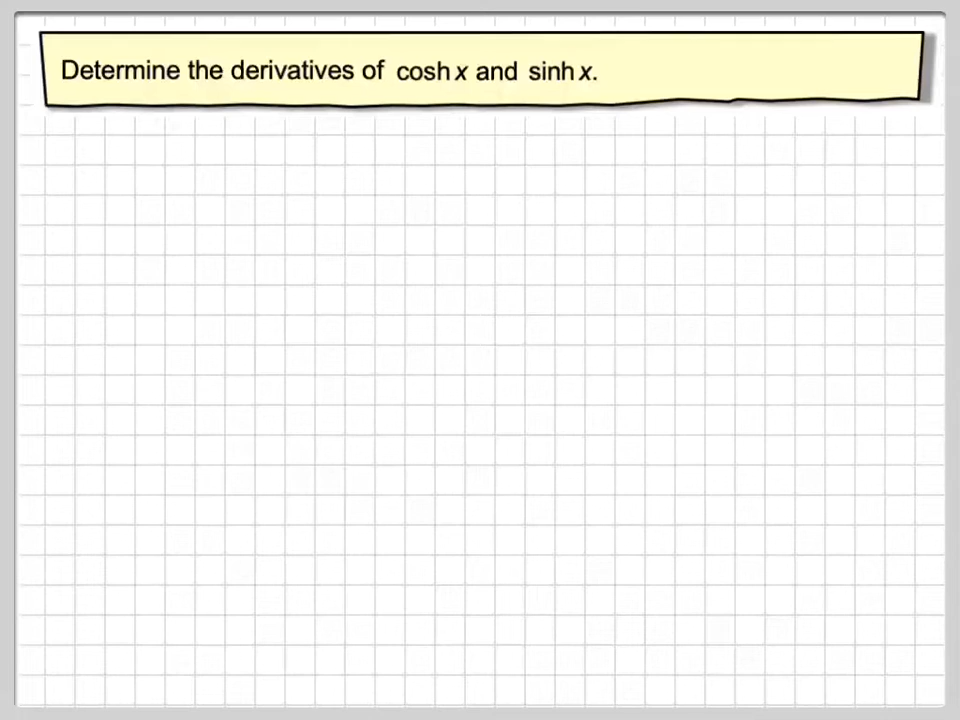 Determine the derivatives of cosh x and sinh x.